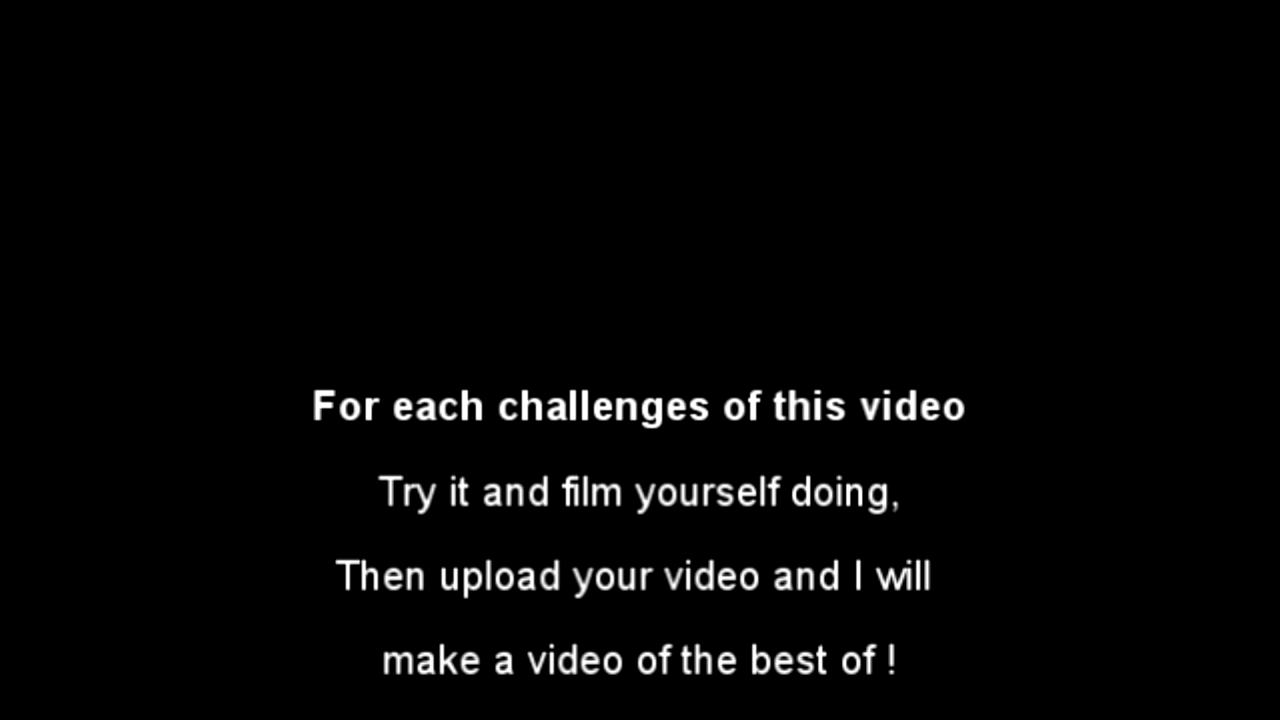 For each challenges of this video
Try it and film yourself doing,
Then upload your video and I will
make a video of the best of !